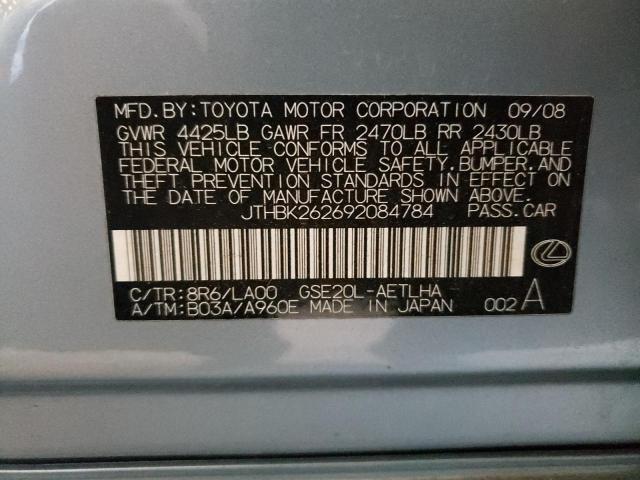 MFD.BY:TOYOTA MOTOR CORPORATION 09/08
GVWR 4425LB GAWR FR 2470LB RR 2430LB
THIS VEHICLE CONFORMS TO ALL APPLICABLE
FEDERAL MOTOR VEHICLE SAFETY,BUMPER,AND
THEFT PREVENTION STANDARDS IN EFFECT ON
THE DATE OF MANUFACTURE SHOWN ABOVE.
JTHBK262692084784 PASS.CAR
C/TR:8R6/LA00 GSE20L-AETLHA
A/TM:B03A/A960E MADE IN JAPAN 002 A